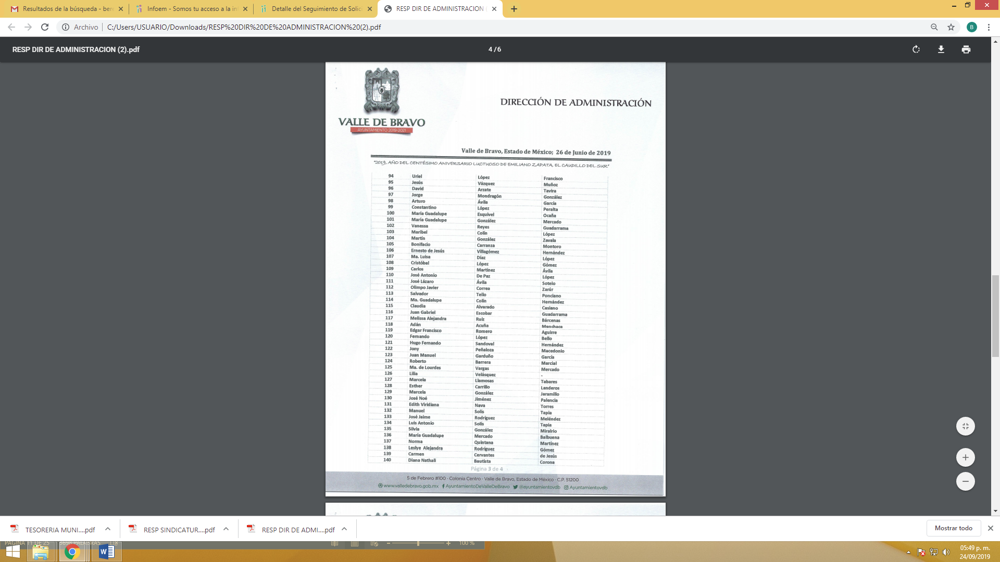 Resultados de la búsqueda - ber
Infoem - Somos tu acceso a la in
Detalle del Seguimiento de Solic
RESP DIR DE ADMINISTRACION (
Archivo C:/Users/USUARIO/Downloads/RESP%20DIR%20DE%20ADMINISTRACION%20(2).pdf
B
RESP DIR DE ADMINISTRACION (2).pdf
4 / 6
VALLE DE BRAVO
AYUNTAMIENTO 2019-2021
DIRECCIÓN DE ADMINISTRACIÓN
Valle de Bravo, Estado de México; 26 de Junio de 2019
"2019, AÑO DEL CENTÉSIMO ANIVERSARIO LUCTUOSO DE EMILIANO ZAPATA, EL CAUDILLO DEL SUR"
94 Uriel López Francisco
95 Jesús Vázquez Muñoz
96 David Arzate Tavira
97 Jorge Mondragón González
98 Arturo Ávila García
99 Constantino López Peralta
100 María Guadalupe Esquivel Ocaña
101 María Guadalupe González Mercado
102 Vanessa Reyes Guadarrama
103 Maribel Colín López
104 Martín González Zavala
105 Bonifacio Carranza Montoro
106 Ernesto de Jesús Villagómez Hernández
107 Ma. Luisa Díaz López
108 Cristóbal López Gómez
109 Carlos Martínez Ávila
110 José Antonio De Paz López
111 José Lázaro Ávila Sotelo
112 Olimpo Javier Correa Zarúr
113 Salvador Tello Ponciano
114 Ma. Guadalupe Colín Hernández
115 Claudia Alvarado Casiano
116 Juan Gabriel Escobar Guadarrama
117 Melissa Alejandra Ruíz Bárcenas
118 Adán Acuña Menchaca
119 Edgar Francisco Romero Aguirre
120 Fernando López Bello
121 Hugo Fernando Sandoval Hernández
122 Jony Peñaloza Macedonio
123 Juan Manuel Garduño García
124 Roberto Barrera Marcial
125 Ma. de Lourdes Vargas Mercado
126 Lilia Velásquez -
127 Marcela Llamosas Tabares
128 Esther Carrillo Landeros
129 Marcela González Jaramillo
130 José Noé Jiménez Palencia
131 Edith Viridiana Nava Torres
132 Manuel Solís Tapia
133 José Jaime Rodríguez Meléndez
134 Luis Antonio Solís Tapia
135 Silvia González Miralrio
136 María Guadalupe Mercado Balbuena
137 Norma Quintana Martínez
138 Leslye Alejandra Rodríguez Gómez
139 Carmen Cervantes de Jesús
140 Diana Nathali Bautista Corona
Página 3 de 4
5 de Febrero #100 · Colonia Centro · Valle de Bravo, Estado de México · C.P. 51200
www.valledebravo.gob.mx AyuntamientoDeValleDeBravo @ayuntamientovdb Ayuntamientovdb
TESORERIA MUNI....pdf
RESP SINDICATUR....pdf
RESP DIR DE ADMI....pdf
Mostrar todo
PÁGINA 11 DE 25 PALABRAS
100 %
05:49 p. m.
24/09/2019